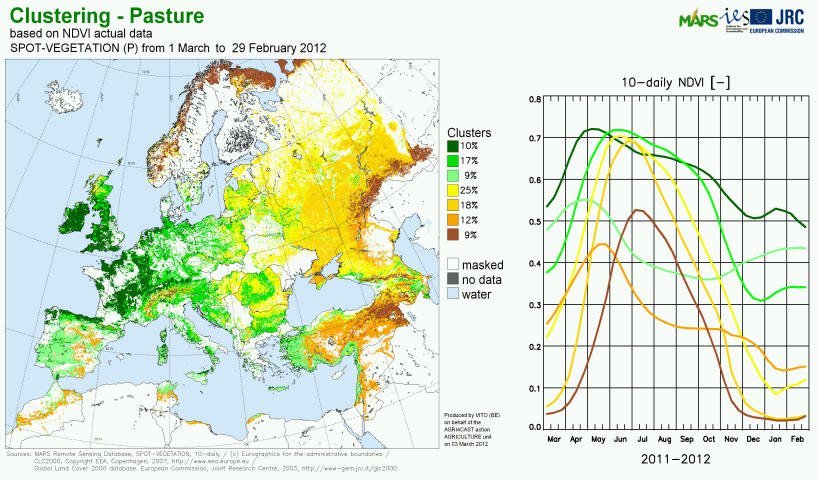 Clustering - Pasture
based on NDVI actual data
SPOT-VEGETATION (P) from 1 March to 29 February 2012
MARS
ies
JRC
EUROPEAN COMMISSION
Clusters
10%
17%
9%
25%
18%
12%
9%
masked
no data
water
Produced by VITO (BE)
on behalf of the
AGRI4CAST action
AGRICULTURE unit
on 03 March 2012
10-daily NDVI [-]
0.8
0.7
0.6
0.5
0.4
0.3
0.2
0.1
0.0
Mar Apr May Jun Jul Aug Sep Oct Nov Dec Jan Feb
2011-2012
Sources: MARS Remote Sensing Database, SPOT-VEGETATION, 10-daily / (c) Eurographics for the administrative boundaries /
CLC2000, Copyright EEA, Copenhagen, 2007, http://www.eea.europe.eu /
Global Land Cover 2000 database. European Commission, Joint Research Centre, 2003, http://www-gem.jrc.it/glc2000